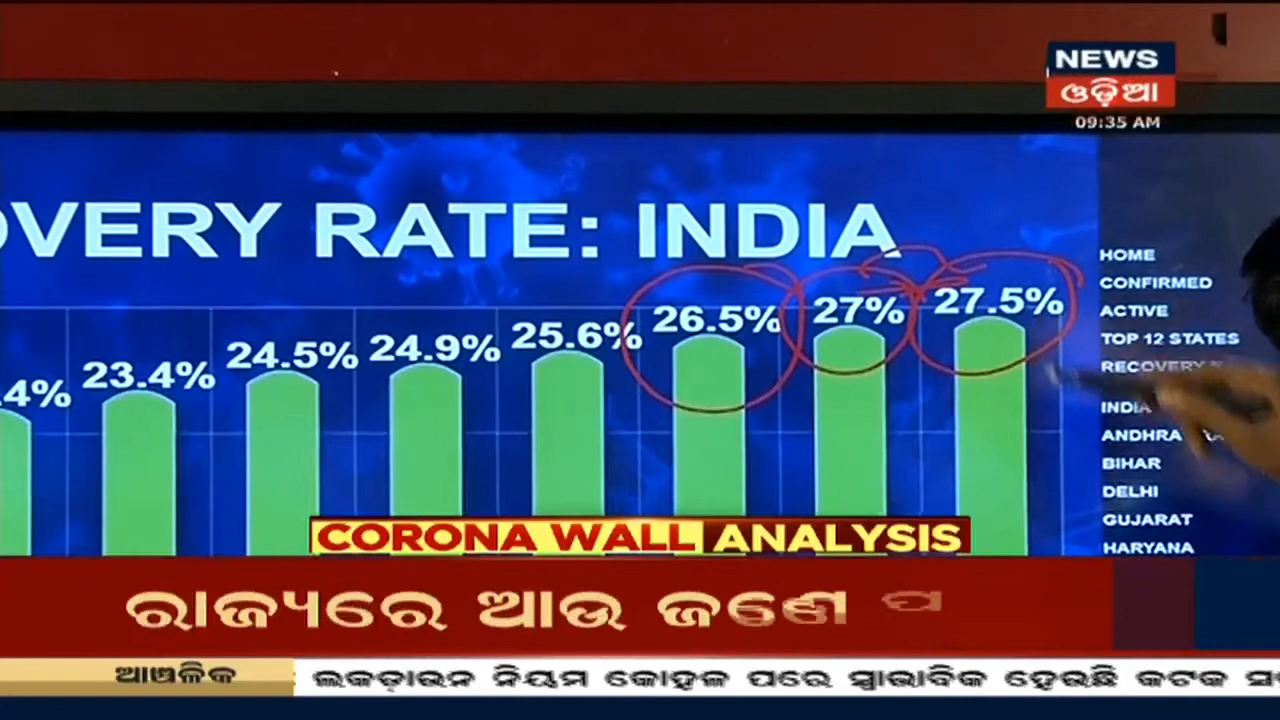 NEWS
ଓଡ଼ିଆ
09:35 AM
OVERY RATE: INDIA
.4%
23.4%
24.5%
24.9%
25.6%
26.5%
27%
27.5%
HOME
CONFIRMED
ACTIVE
TOP 12 STATES
RECOVERY
INDIA
ANDHRA
BIHAR
DELHI
GUJARAT
HARYANA
CORONA WALL ANALYSIS
ରାଜ୍ୟରେ ଆଉ ଜଣେ
ଆଞ୍ଚଳିକ
ଲକଡ଼ାଉନ ନିୟମ କୋହଳ ପରେ ସ୍ୱାଭାବିକ ହେଉଛି କଟକ